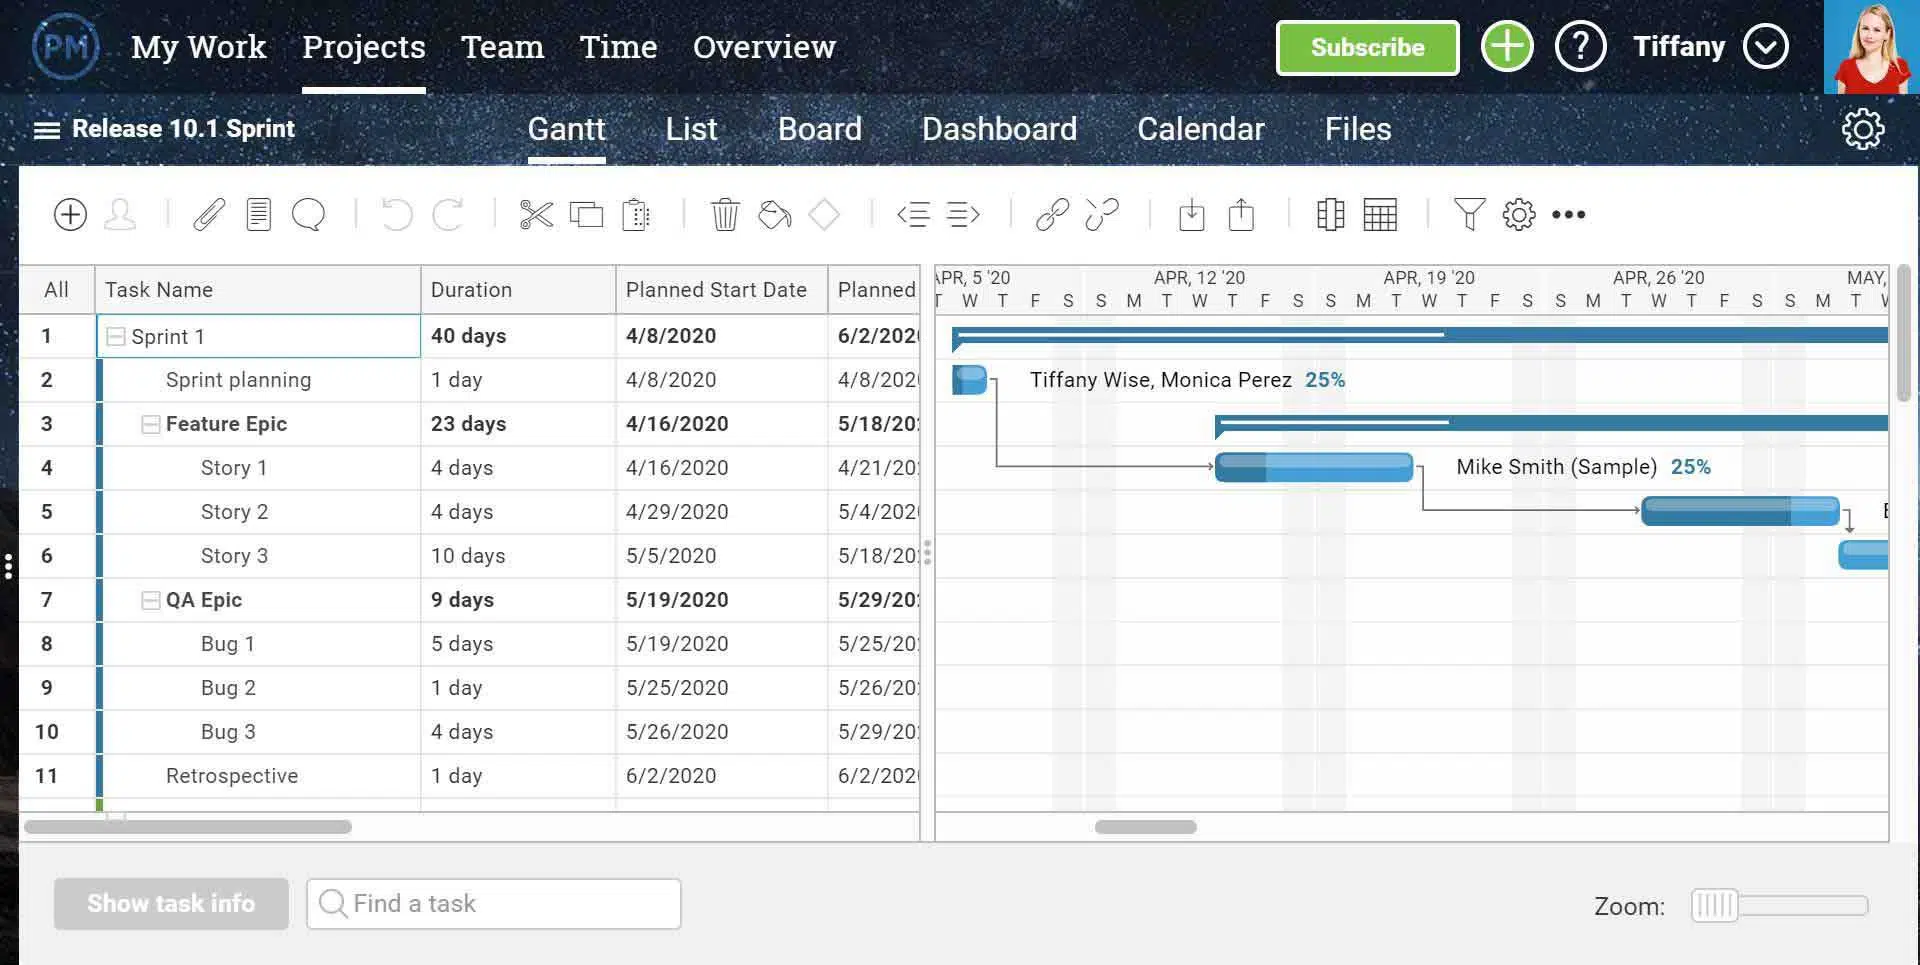 PM My Work Projects Team Time Overview Subscribe Tiffany
Release 10.1 Sprint Gantt List Board Dashboard Calendar Files
All Task Name Duration Planned Start Date Planned
APR, 5 '20 APR, 12 '20 APR, 19 '20 APR, 26 '20 MAY,
T W T F S S M T W T F S S M T W T F S S M T W T F S S M T W
1 Sprint 1 40 days 4/8/2020 6/2/202
2 Sprint planning 1 day 4/8/2020 4/8/202 Tiffany Wise, Monica Perez 25%
3 Feature Epic 23 days 4/16/2020 5/18/20
4 Story 1 4 days 4/16/2020 4/21/20 Mike Smith (Sample) 25%
5 Story 2 4 days 4/29/2020 5/4/202
6 Story 3 10 days 5/5/2020 5/18/20
7 QA Epic 9 days 5/19/2020 5/29/20
8 Bug 1 5 days 5/19/2020 5/25/20
9 Bug 2 1 day 5/25/2020 5/26/20
10 Bug 3 4 days 5/26/2020 5/29/20
11 Retrospective 1 day 6/2/2020 6/2/202
Show task info Find a task Zoom: